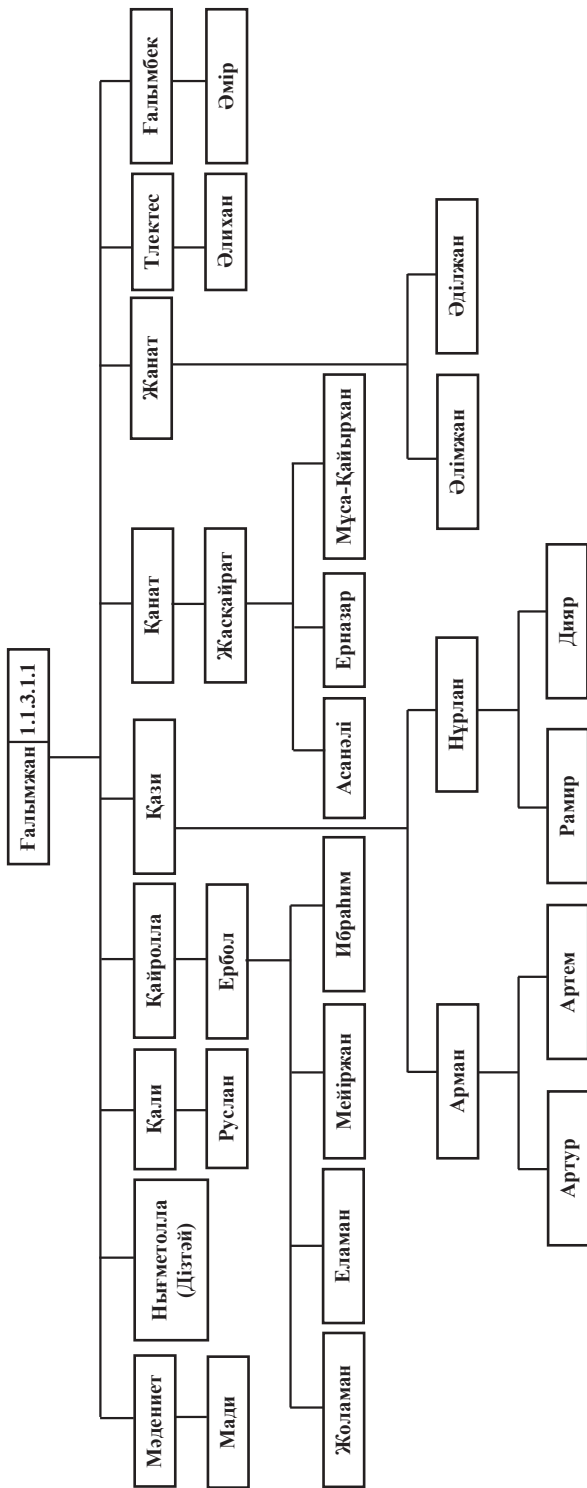 Ғалымжан 1.1.3.1.1
Мәдениет
Нығметолла
(Дізтәй)
Қали
Қайролла
Қази
Қанат
Жанат
Тлектес
Ғалымбек
Мади
Руслан
Ербол
Жасқайрат
Әлихан
Әмір
Жоламан
Еламан
Мейіржан
Ибраһим
Асанәлі
Ерназар
Мұса-Қайырхан
Арман
Нұрлан
Әлімжан
Әділжан
Артур
Артем
Рамир
Дияр